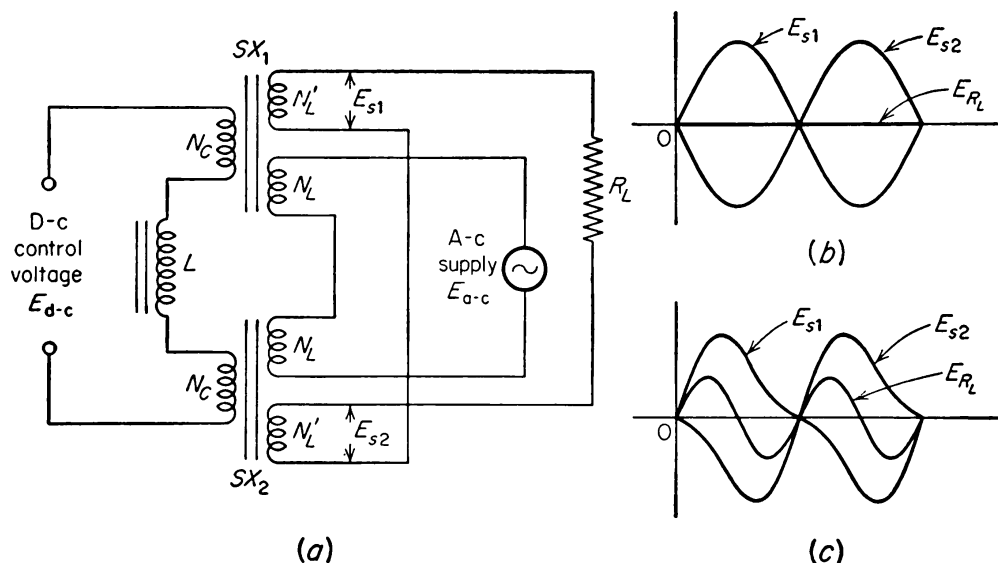 SX₁
N_L'
E_s1
N_C
N_L
R_L
D-c
control
voltage
E_d-c
L
A-c
supply
E_a-c
N_C
N_L
N_L'
E_s2
SX₂
(a)
E_s1
E_s2
E_R_L
O
(b)
E_s1
E_s2
E_R_L
O
(c)